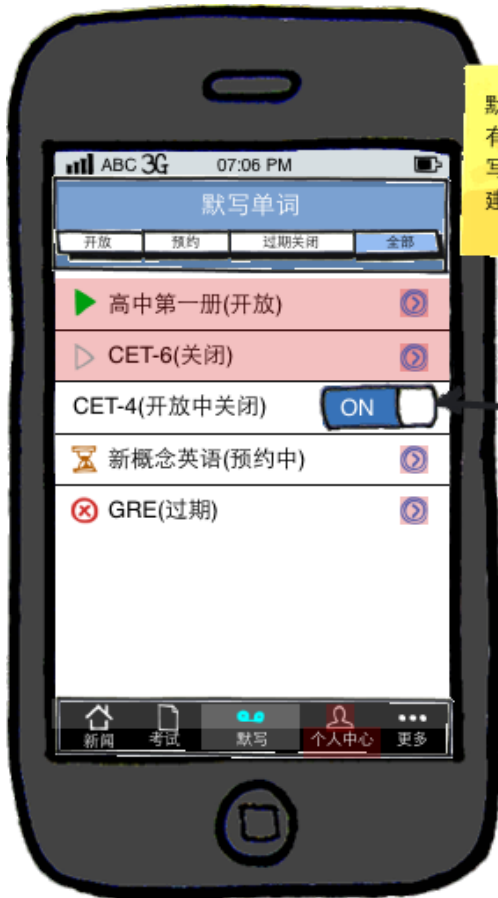 ABC 3G 07:06 PM
默写单词
开放 预约 过期关闭 全部
高中第一册(开放)
CET-6(关闭)
CET-4(开放中关闭) ON
新概念英语(预约中)
GRE(过期)
新闻 考试 默写 个人中心 更多
有
写
建